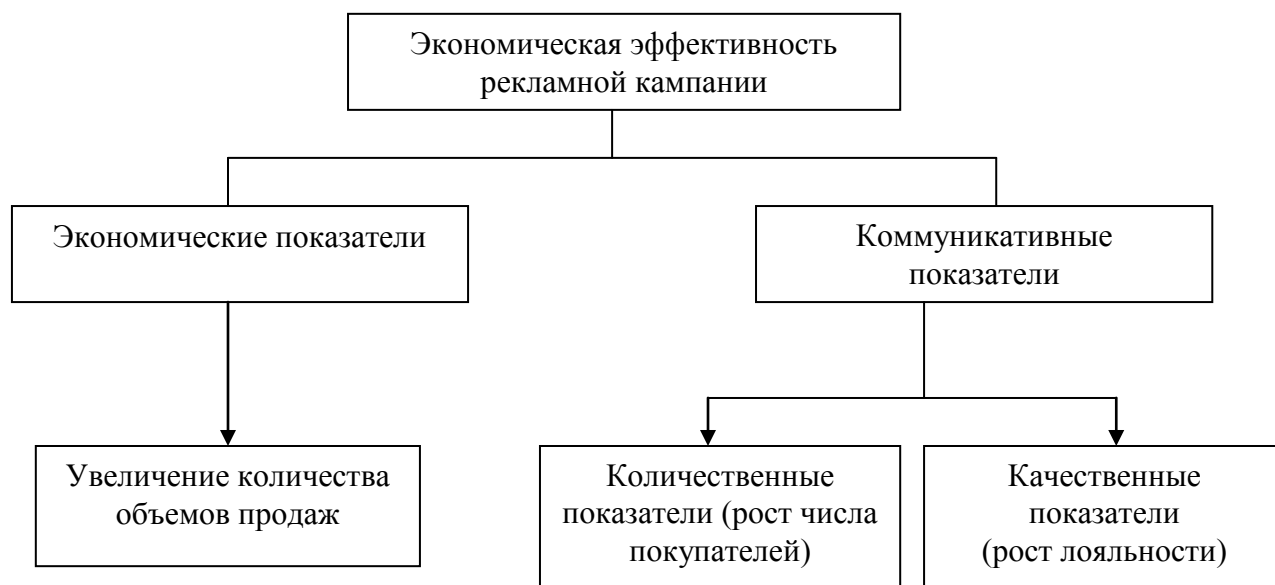 Экономическая эффективность
рекламной кампании
Экономические показатели
Коммуникативные
показатели
Увеличение количества
объемов продаж
Количественные
показатели (рост числа
покупателей)
Качественные
показатели
(рост лояльности)